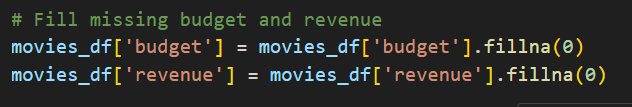 # Fill missing budget and revenue
movies_df['budget'] = movies_df['budget'].fillna(0)
movies_df['revenue'] = movies_df['revenue'].fillna(0)